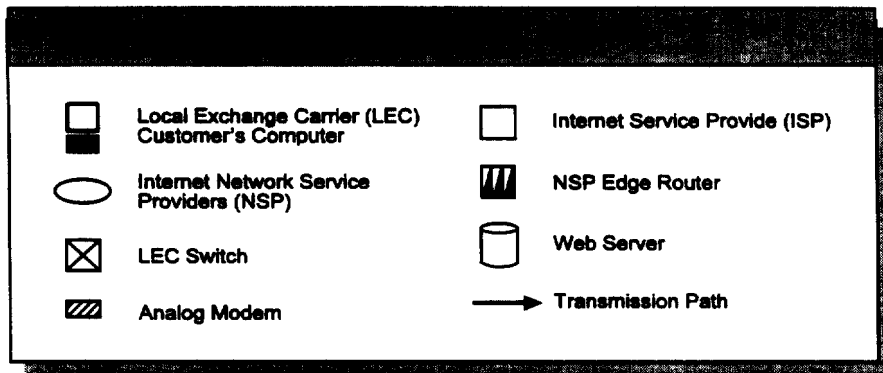 Local Exchange Carrier (LEC)
Customer's Computer
Internet Network Service
Providers (NSP)
LEC Switch
Analog Modem
Internet Service Provide (ISP)
NSP Edge Router
Web Server
Transmission Path